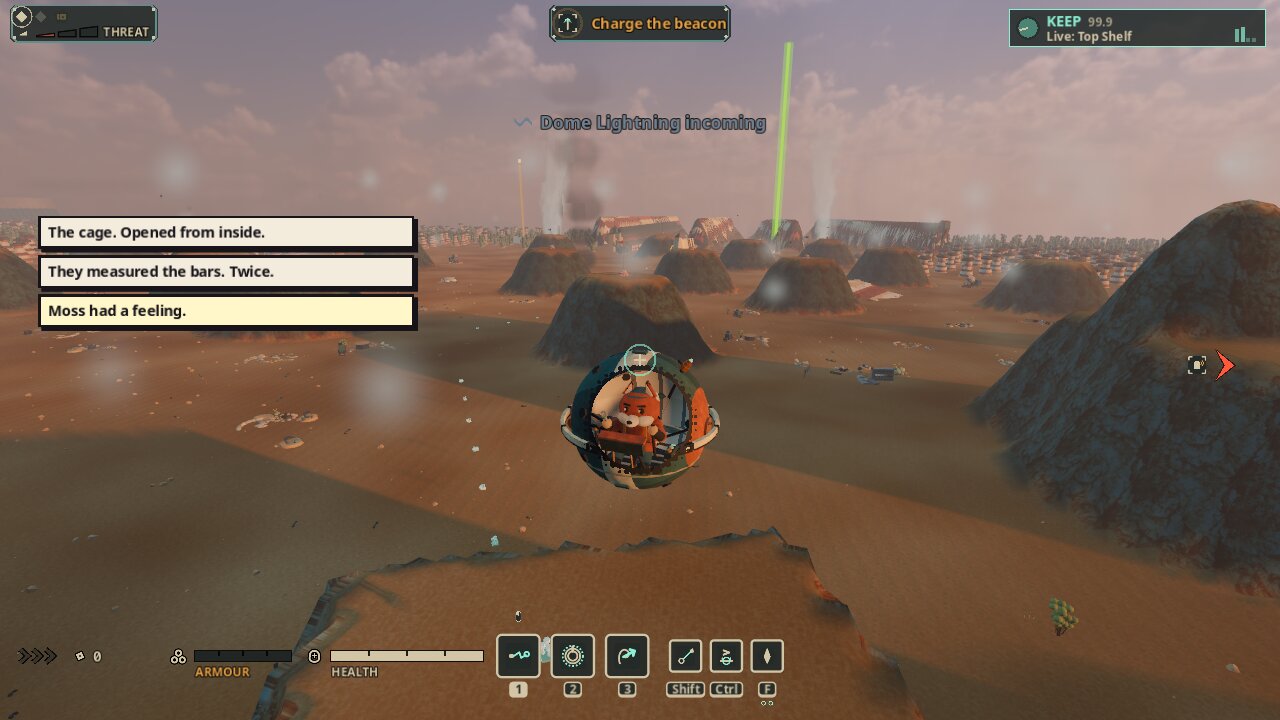 THREAT
Charge the beacon
KEEP 99.9
Live: Top Shelf
Dome Lightning incoming
The cage. Opened from inside.
They measured the bars. Twice.
Moss had a feeling.
0
ARMOUR
HEALTH
1 2 3 Shift Ctrl F